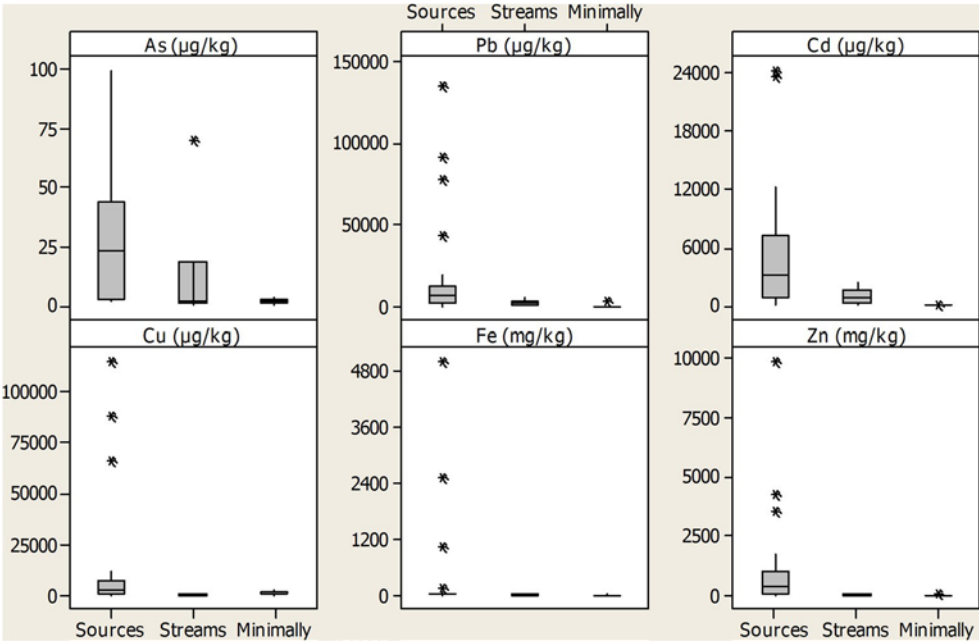 Sources Streams Minimally
As (µg/kg) Pb (µg/kg) Cd (µg/kg)
100 150000 24000
75 100000 18000
50 50000 12000
25 0 6000
0 0
Cu (µg/kg) Fe (mg/kg) Zn (mg/kg)
100000 4800 10000
75000 3600 7500
50000 2400 5000
25000 1200 2500
0 0 0
Sources Streams Minimally Sources Streams Minimally